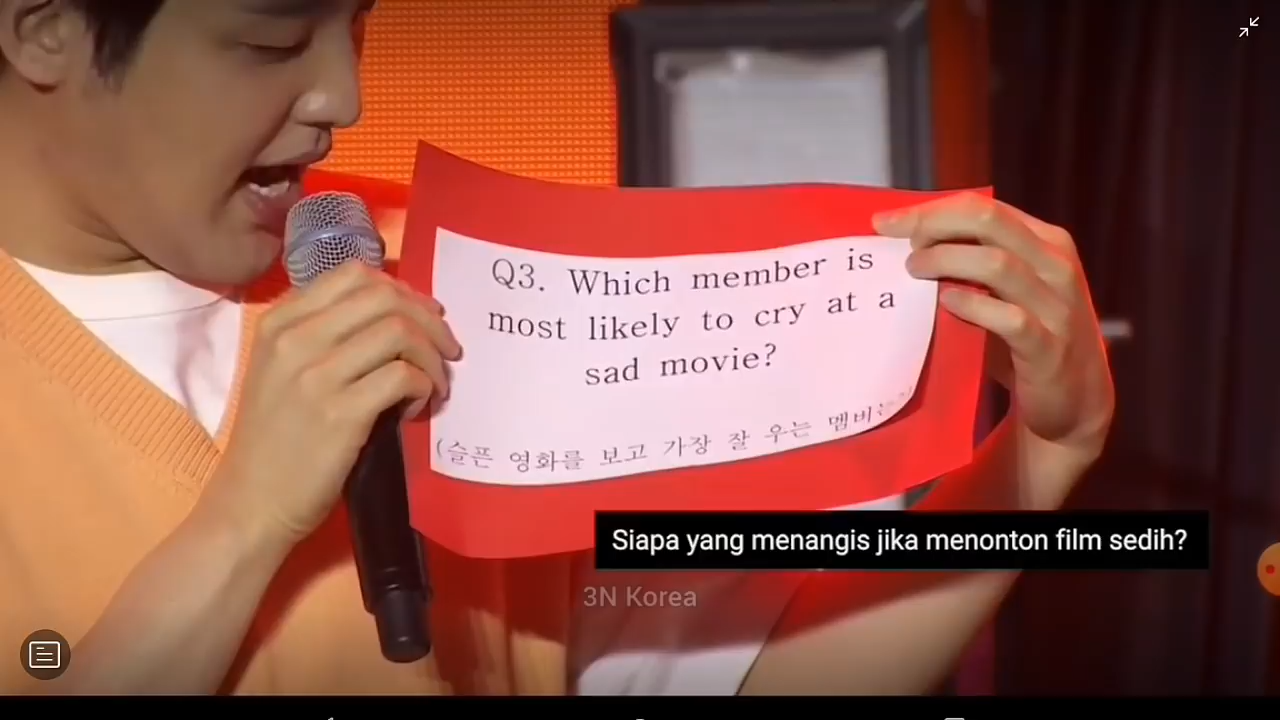 Q3. Which member is
most likely to cry at a
sad movie?
(슬픈 영화를 보고 가장 잘 우는 멤버는
Siapa yang menangis jika menonton film sedih?
3N Korea